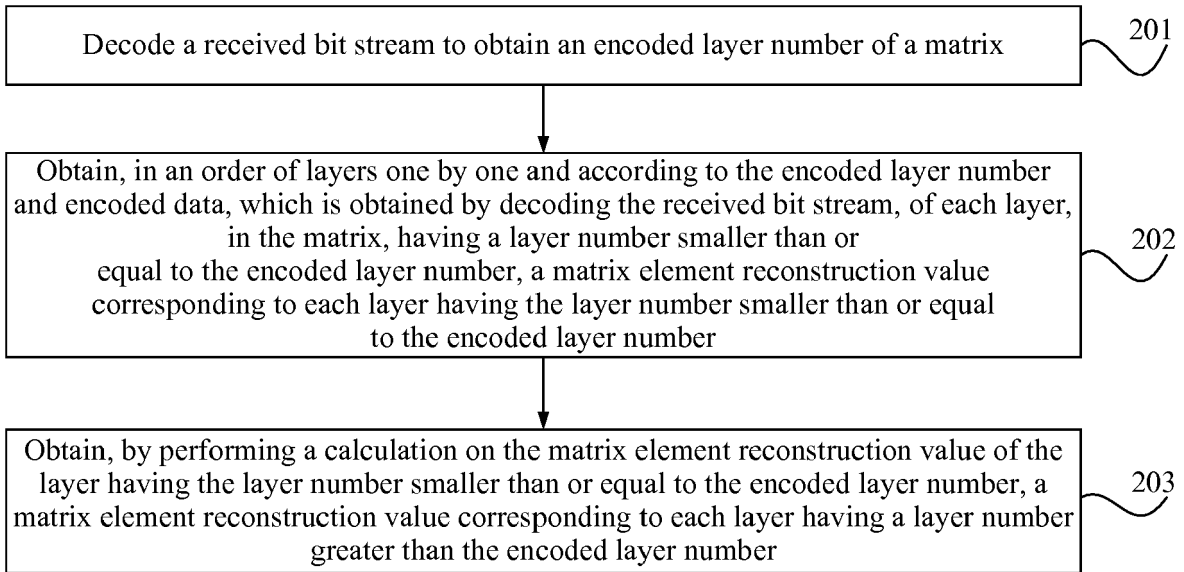 Decode a received bit stream to obtain an encoded layer number of a matrix
201
Obtain, in an order of layers one by one and according to the encoded layer number
and encoded data, which is obtained by decoding the received bit stream, of each layer,
in the matrix, having a layer number smaller than or
equal to the encoded layer number, a matrix element reconstruction value
corresponding to each layer having the layer number smaller than or equal
to the encoded layer number
202
Obtain, by performing a calculation on the matrix element reconstruction value of the
layer having the layer number smaller than or equal to the encoded layer number, a
matrix element reconstruction value corresponding to each layer having a layer number
greater than the encoded layer number
203